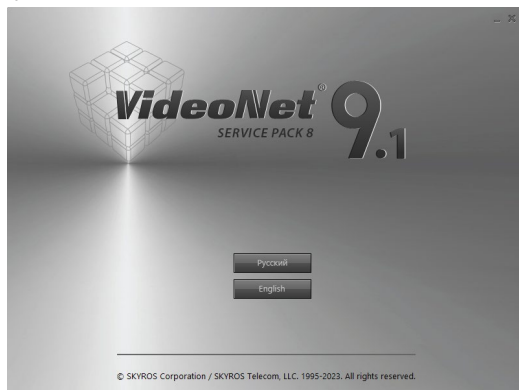 VideoNet® 9.1
SERVICE PACK 8
Русский
English
© SKYROS Corporation / SKYROS Telecom, LLC. 1995-2023. All rights reserved.